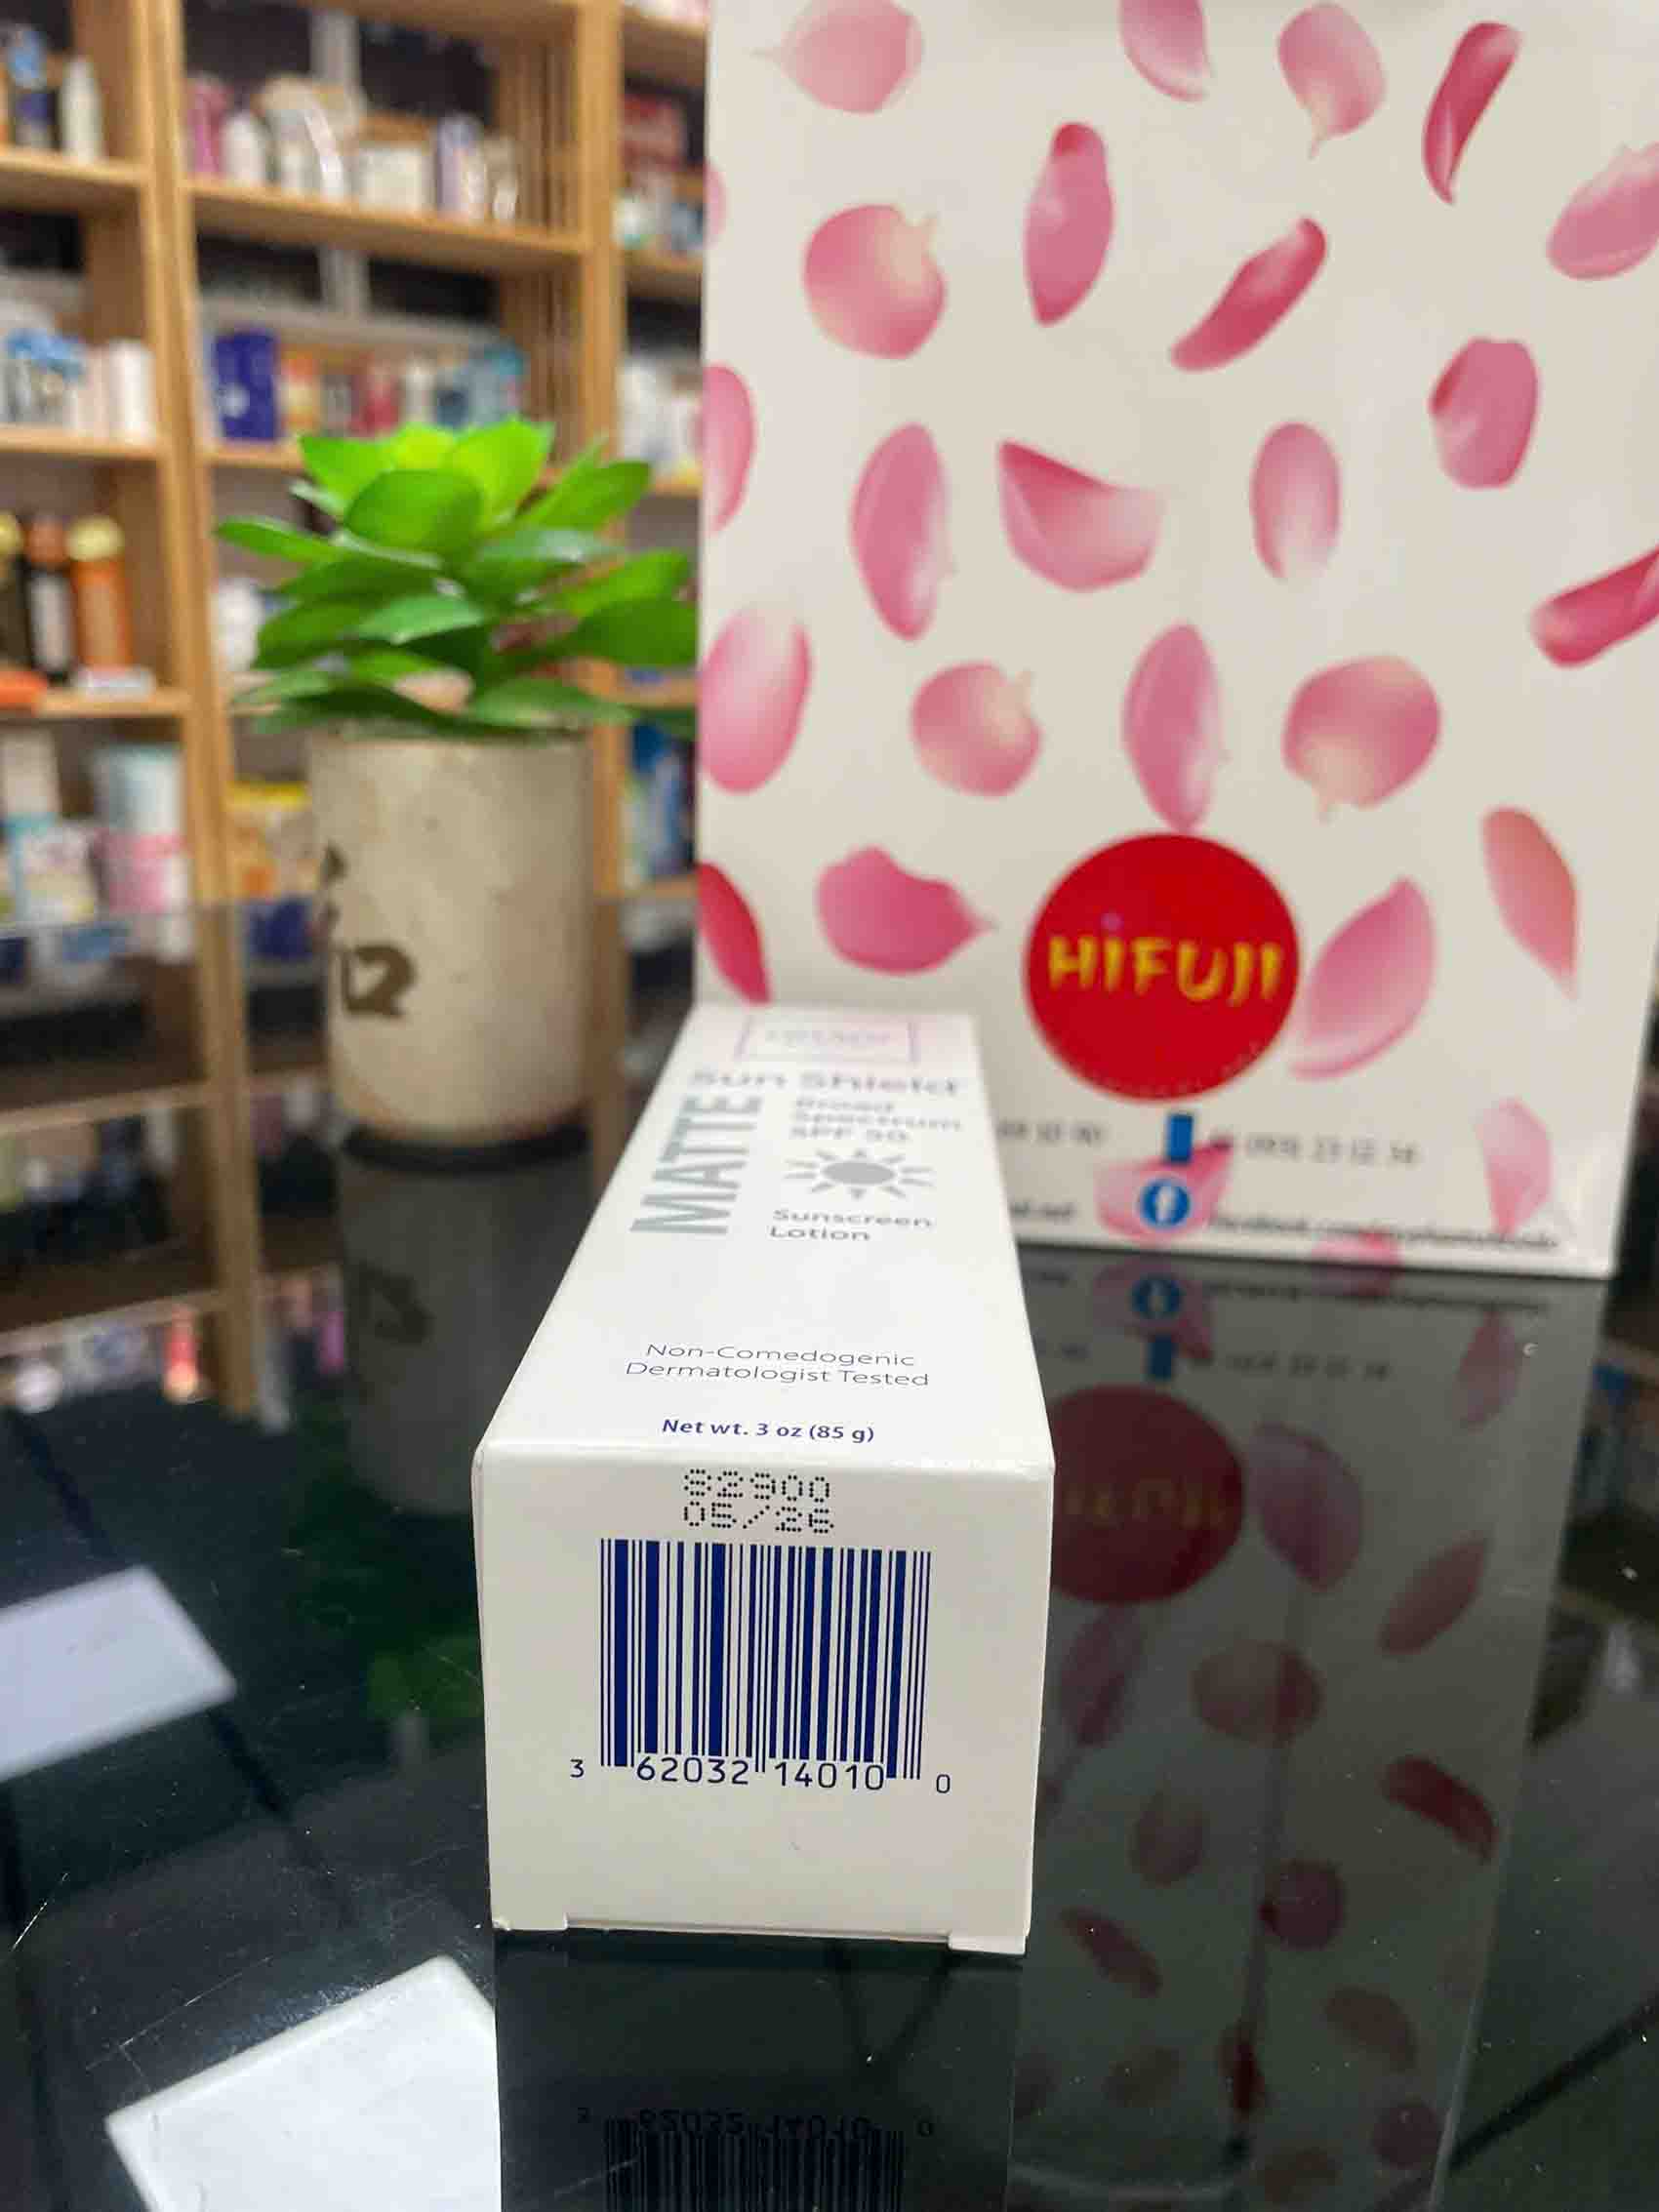 HIFUJI
Sun Shield
MATTE
Broad
Spectrum
SPF 50
Sunscreen
Lotion
Non-Comedogenic
Dermatologist Tested
Net wt. 3 oz (85 g)
82900
05/26
3 62032 14010 0